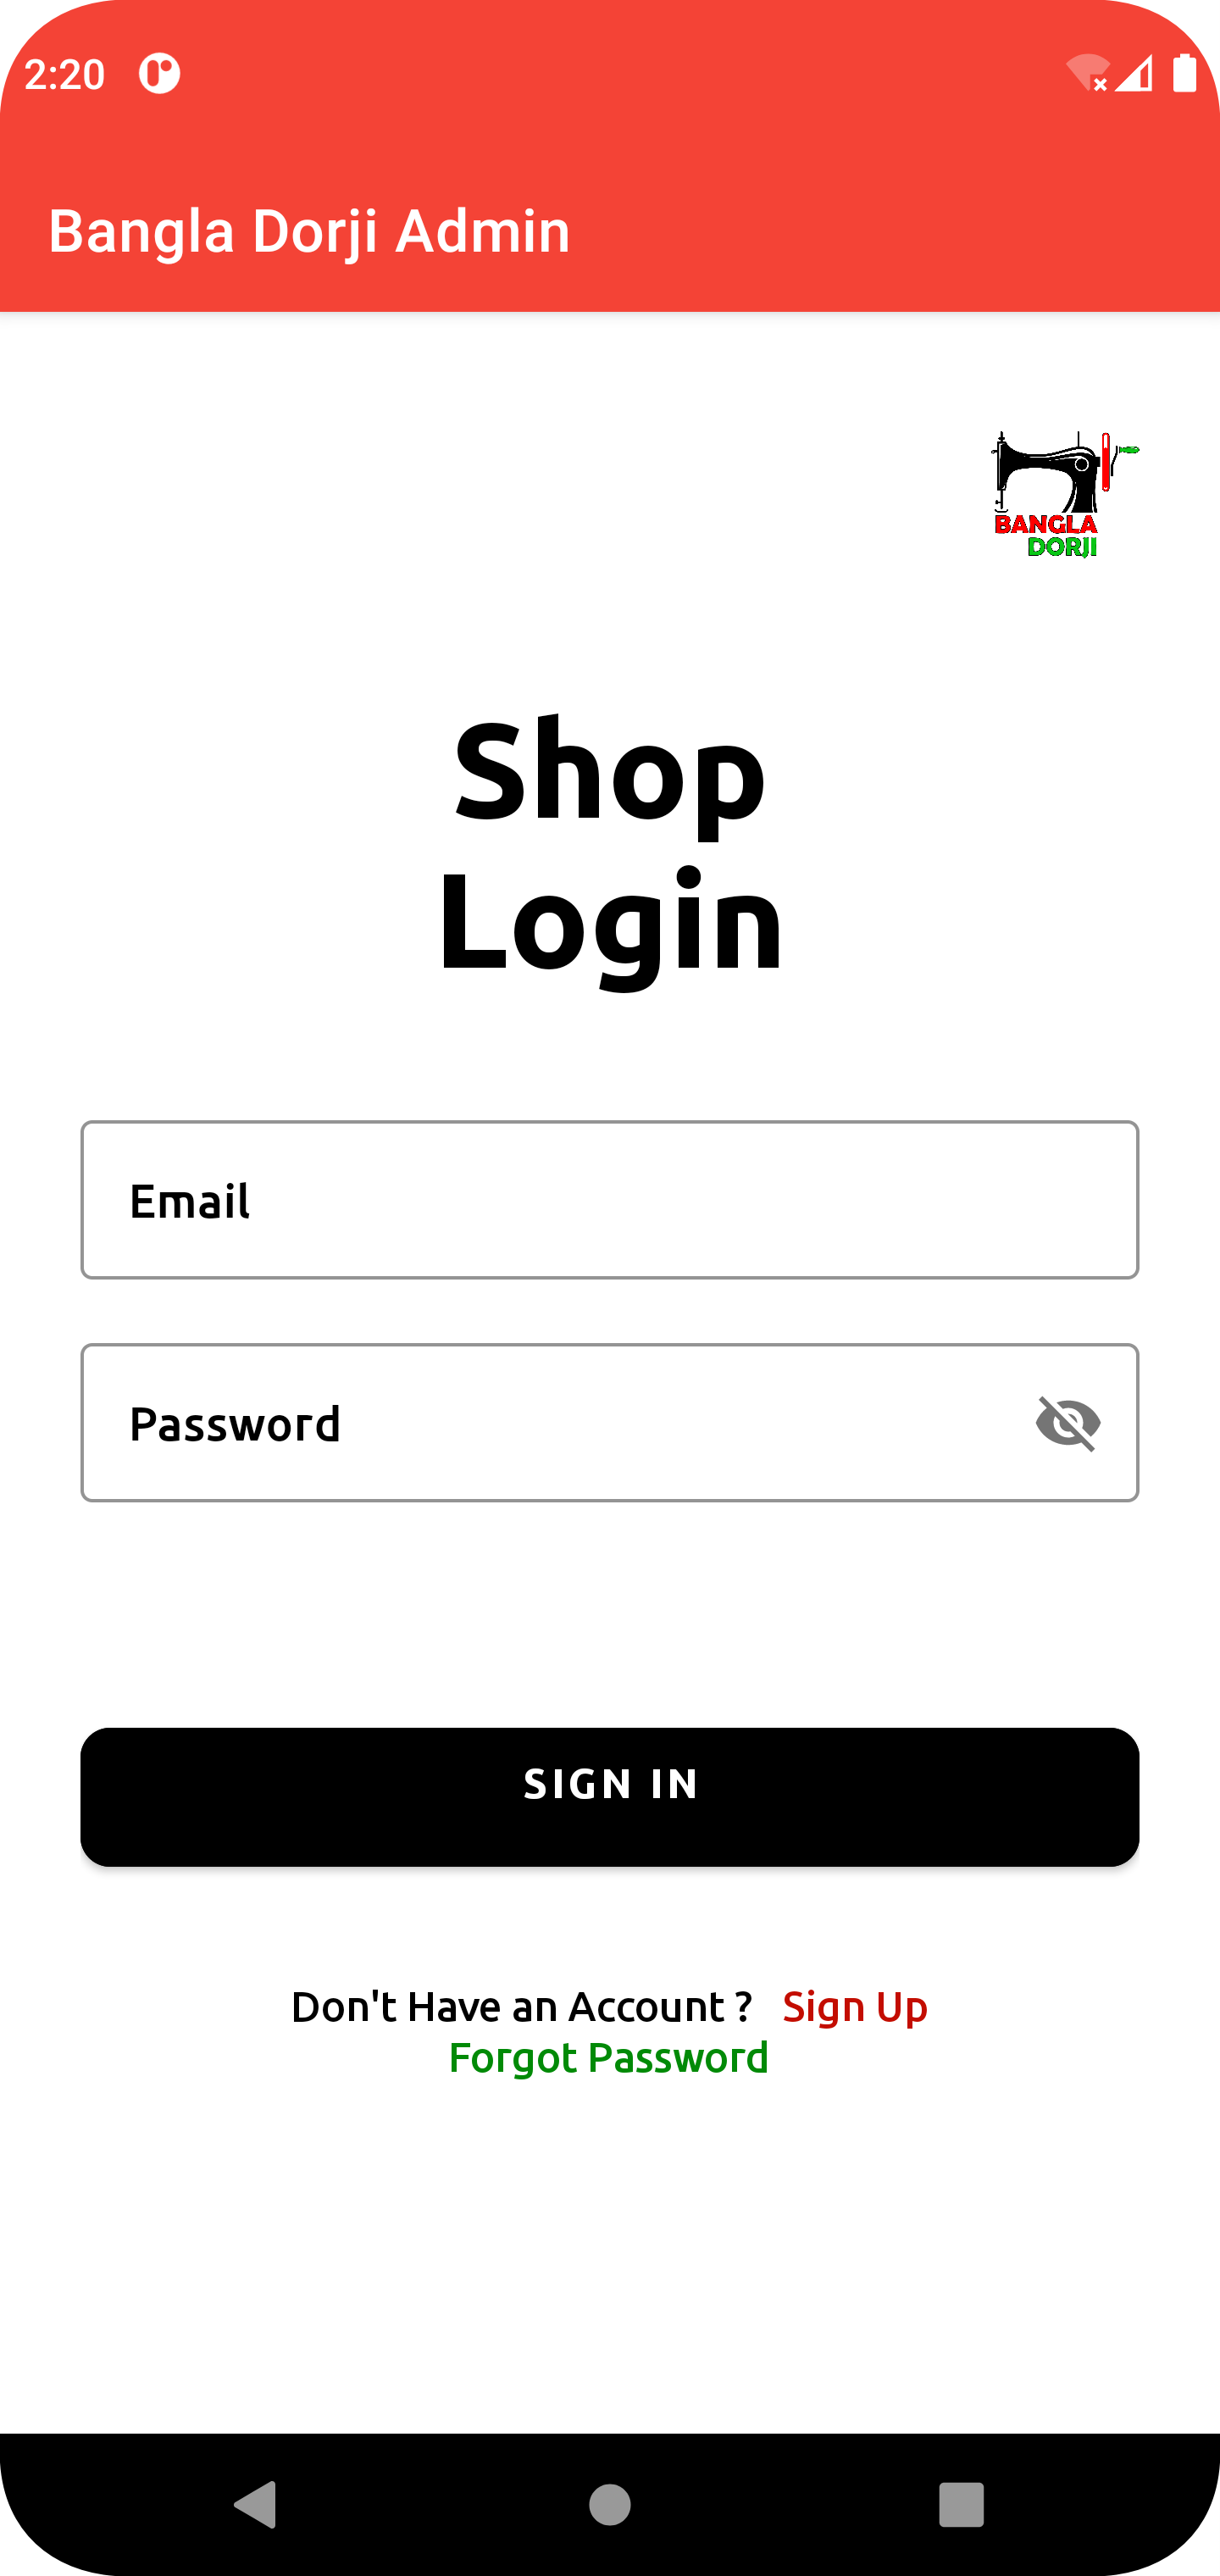 2:20
Bangla Dorji Admin
BANGLA
DORJI
Shop
Login
Email
Password
SIGN IN
Don't Have an Account ? Sign Up
Forgot Password